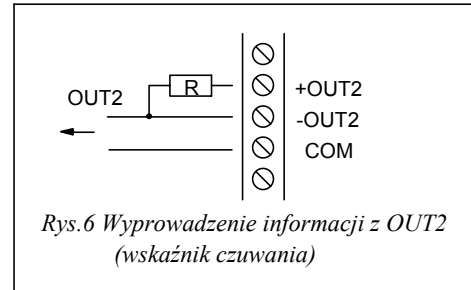 R
+OUT2
OUT2
-OUT2
COM
Rys.6 Wyprowadzenie informacji z OUT2
(wskaźnik czuwania)